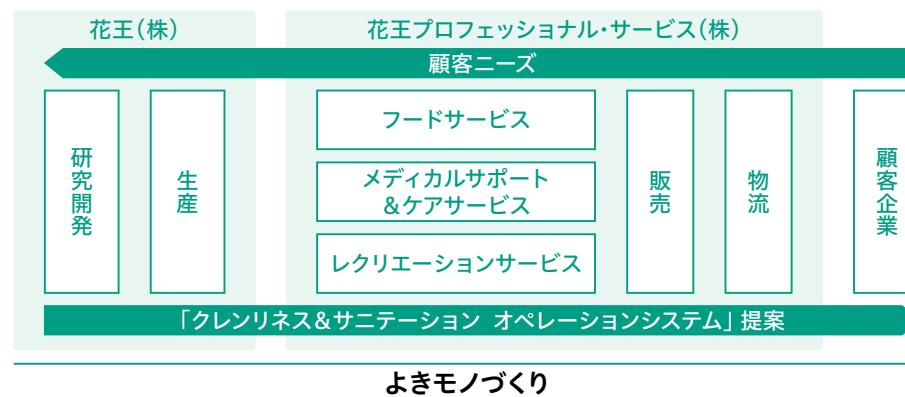 花王（株）
花王プロフェッショナル・サービス（株）
顧客ニーズ
研究開発
生産
フードサービス
メディカルサポート
＆ケアサービス
レクリエーションサービス
販売
物流
顧客企業
「クレンリネス＆サニテーション オペレーションシステム」提案
よきモノづくり